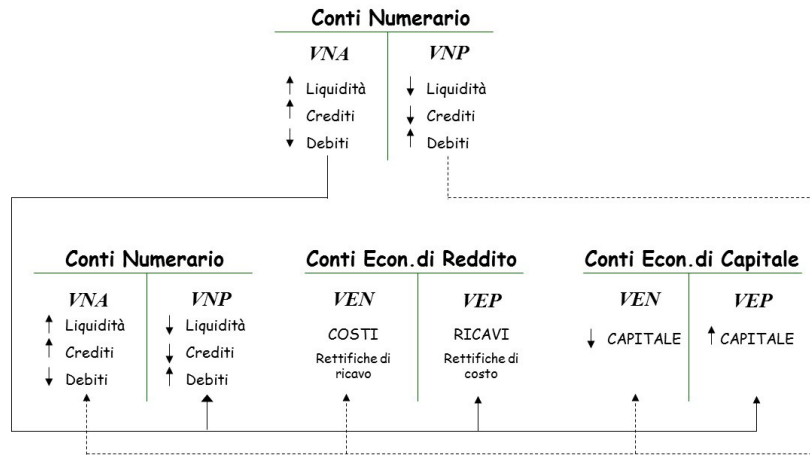 Conti Numerario
VNA VNP
↑ Liquidità ↓ Liquidità
↑ Crediti ↓ Crediti
↓ Debiti ↑ Debiti
Conti Numerario Conti Econ.di Reddito Conti Econ.di Capitale
VNA VNP VEN VEP VEN VEP
↑ Liquidità ↓ Liquidità COSTI RICAVI ↓ CAPITALE ↑ CAPITALE
↑ Crediti ↓ Crediti Rettifiche di Rettifiche di
↓ Debiti ↑ Debiti ricavo costo